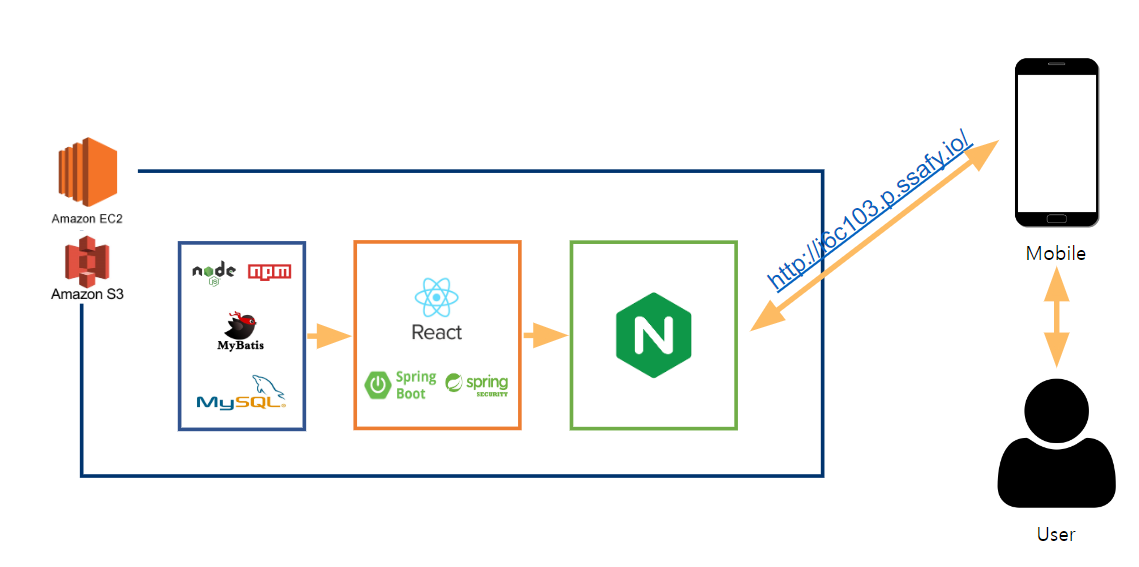 Amazon EC2
Amazon S3
node
JS
npm
MyBatis
MySQL
React
Spring
Boot
spring
SECURITY
N
http://i6c103.p.ssafy.io/
Mobile
User